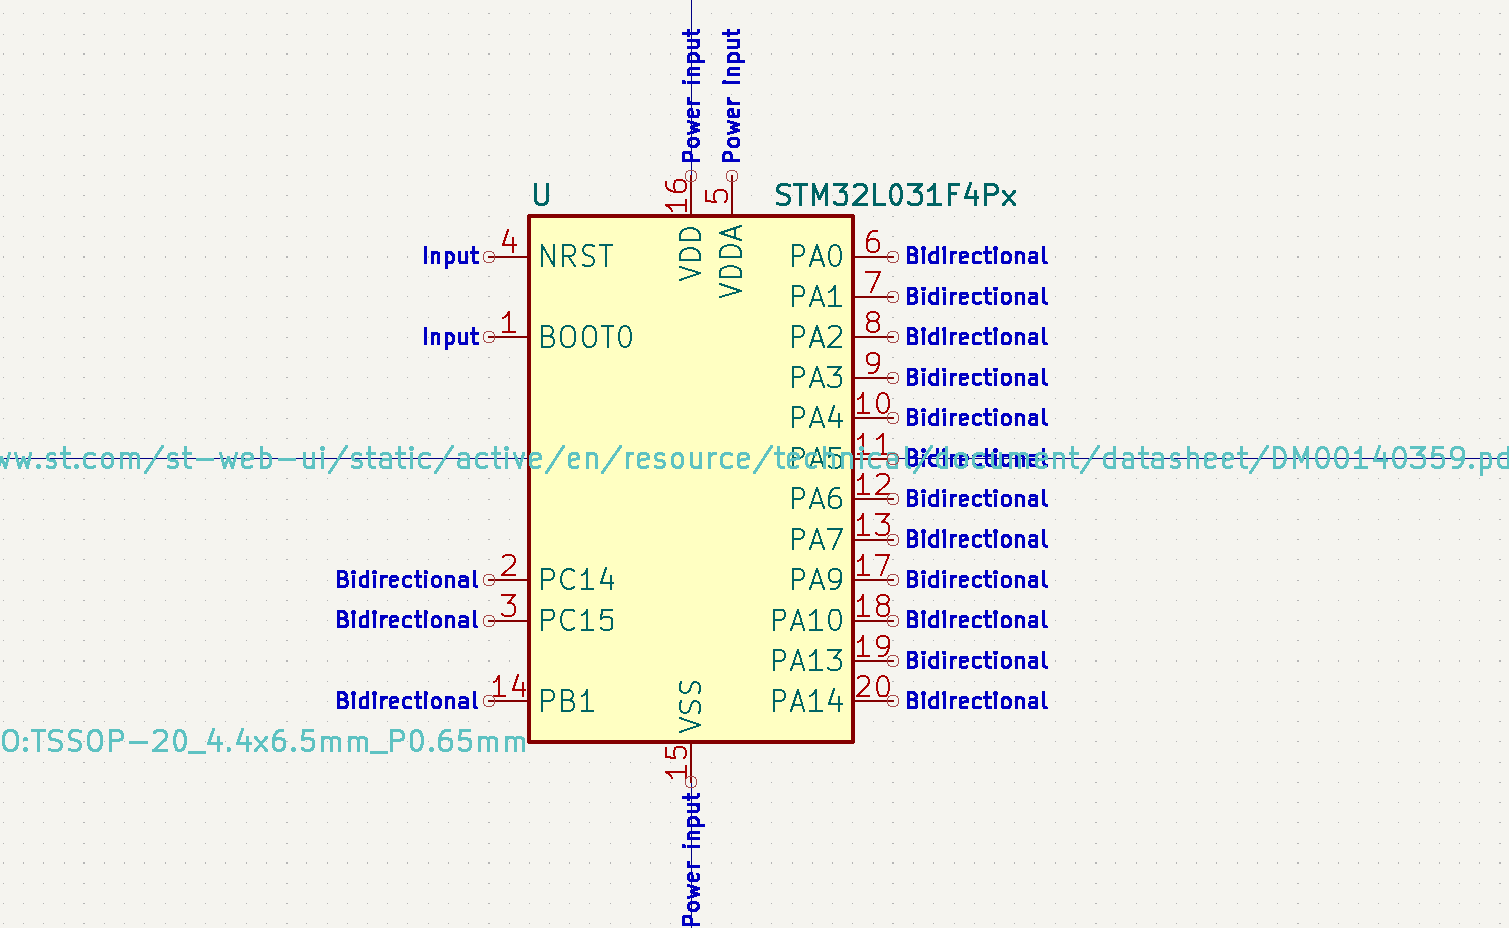 Power input
Power input
16
5
U
STM32L031F4Px
VDD
VDDA
Input
4
NRST
PA0
6
Bidirectional
PA1
7
Bidirectional
Input
1
BOOT0
PA2
8
Bidirectional
PA3
9
Bidirectional
PA4
10
Bidirectional
ww.st.com/st-web-ui/static/active/en/resource/technical/document/datasheet/DM00140359.pd
PA5
11
Bidirectional
PA6
12
Bidirectional
PA7
13
Bidirectional
Bidirectional
2
PC14
PA9
17
Bidirectional
Bidirectional
3
PC15
PA10
18
Bidirectional
PA13
19
Bidirectional
Bidirectional
14
PB1
PA14
20
Bidirectional
VSS
O:TSSOP-20_4.4x6.5mm_P0.65mm
15
Power input